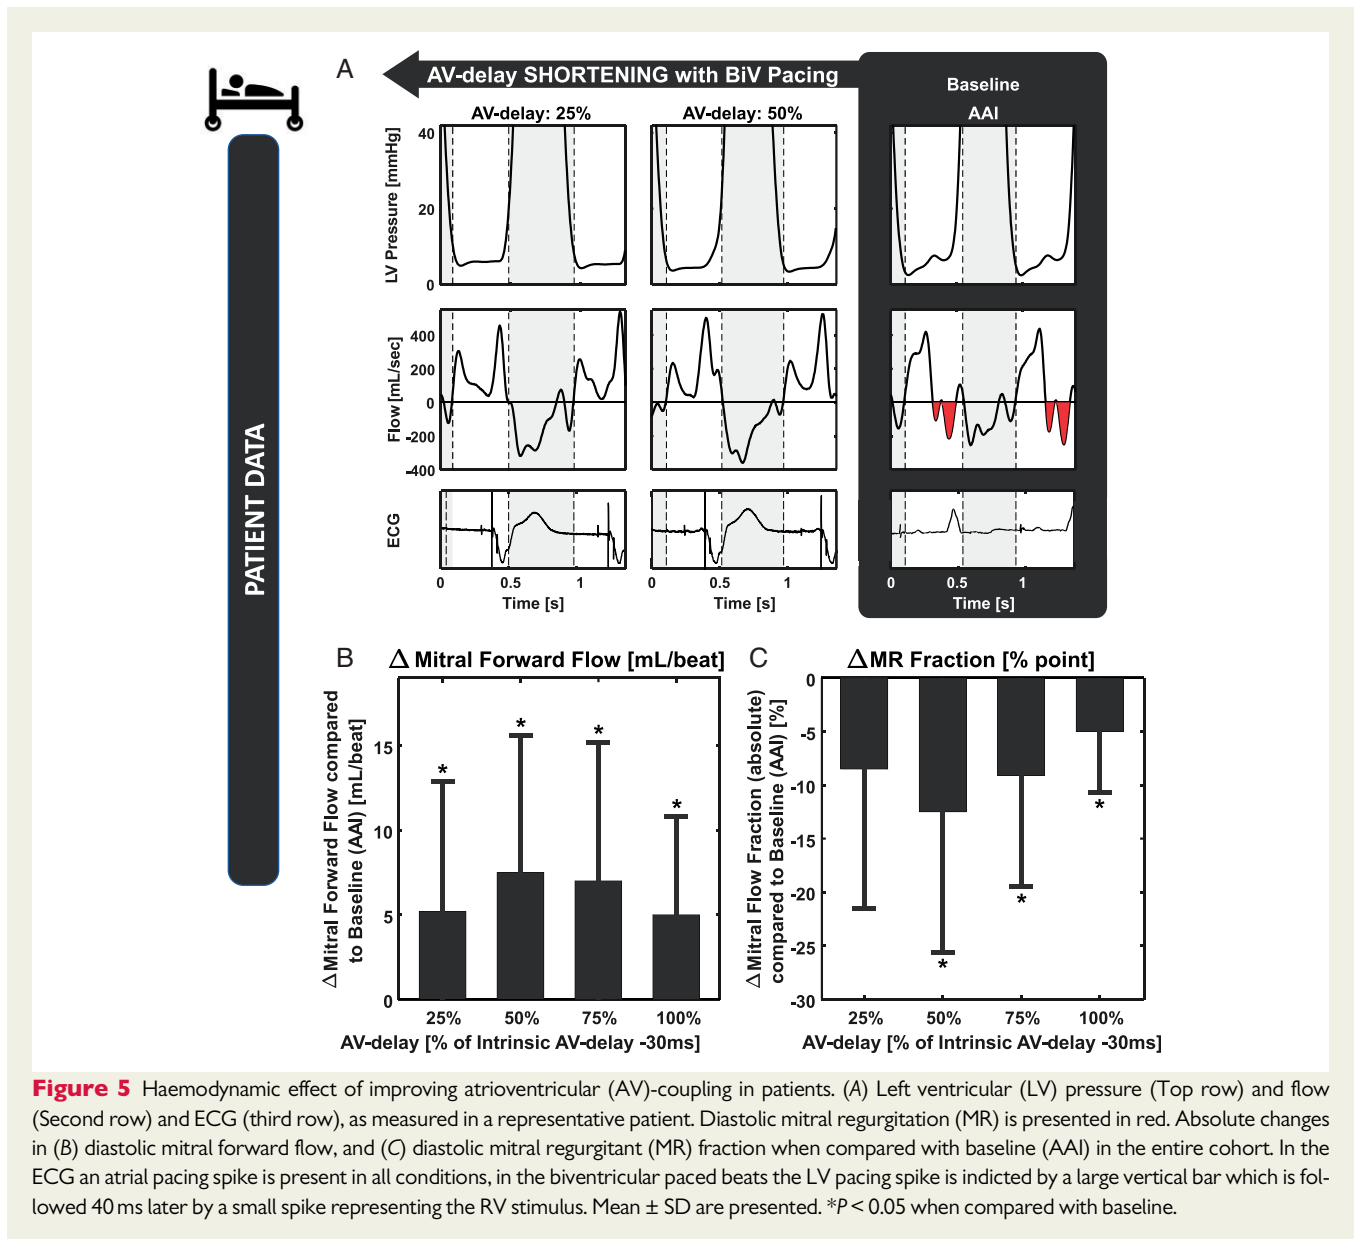 A
AV-delay SHORTENING with BiV Pacing
Baseline
AV-delay: 25%
AV-delay: 50%
AAI
LV Pressure [mmHg]
40
20
0
Flow [mL/sec]
400
200
0
-200
-400
ECG
0 0.5 1
0 0.5 1
0 0.5 1
Time [s]
Time [s]
Time [s]
PATIENT DATA
B
Δ Mitral Forward Flow [mL/beat]
ΔMitral Forward Flow compared
to Baseline (AAI) [mL/beat]
15
10
5
0
* * * *
25% 50% 75% 100%
AV-delay [% of Intrinsic AV-delay -30ms]
C
ΔMR Fraction [% point]
ΔMitral Flow Fraction (absolute)
compared to Baseline (AAI) [%]
0
-5
-10
-15
-20
-25
-30
* * *
25% 50% 75% 100%
AV-delay [% of Intrinsic AV-delay -30ms]
Figure 5 Haemodynamic effect of improving atrioventricular (AV)-coupling in patients. (A) Left ventricular (LV) pressure (Top row) and flow
(Second row) and ECG (third row), as measured in a representative patient. Diastolic mitral regurgitation (MR) is presented in red. Absolute changes
in (B) diastolic mitral forward flow, and (C) diastolic mitral regurgitant (MR) fraction when compared with baseline (AAI) in the entire cohort. In the
ECG an atrial pacing spike is present in all conditions, in the biventricular paced beats the LV pacing spike is indicted by a large vertical bar which is fol-
lowed 40 ms later by a small spike representing the RV stimulus. Mean ± SD are presented. *P < 0.05 when compared with baseline.